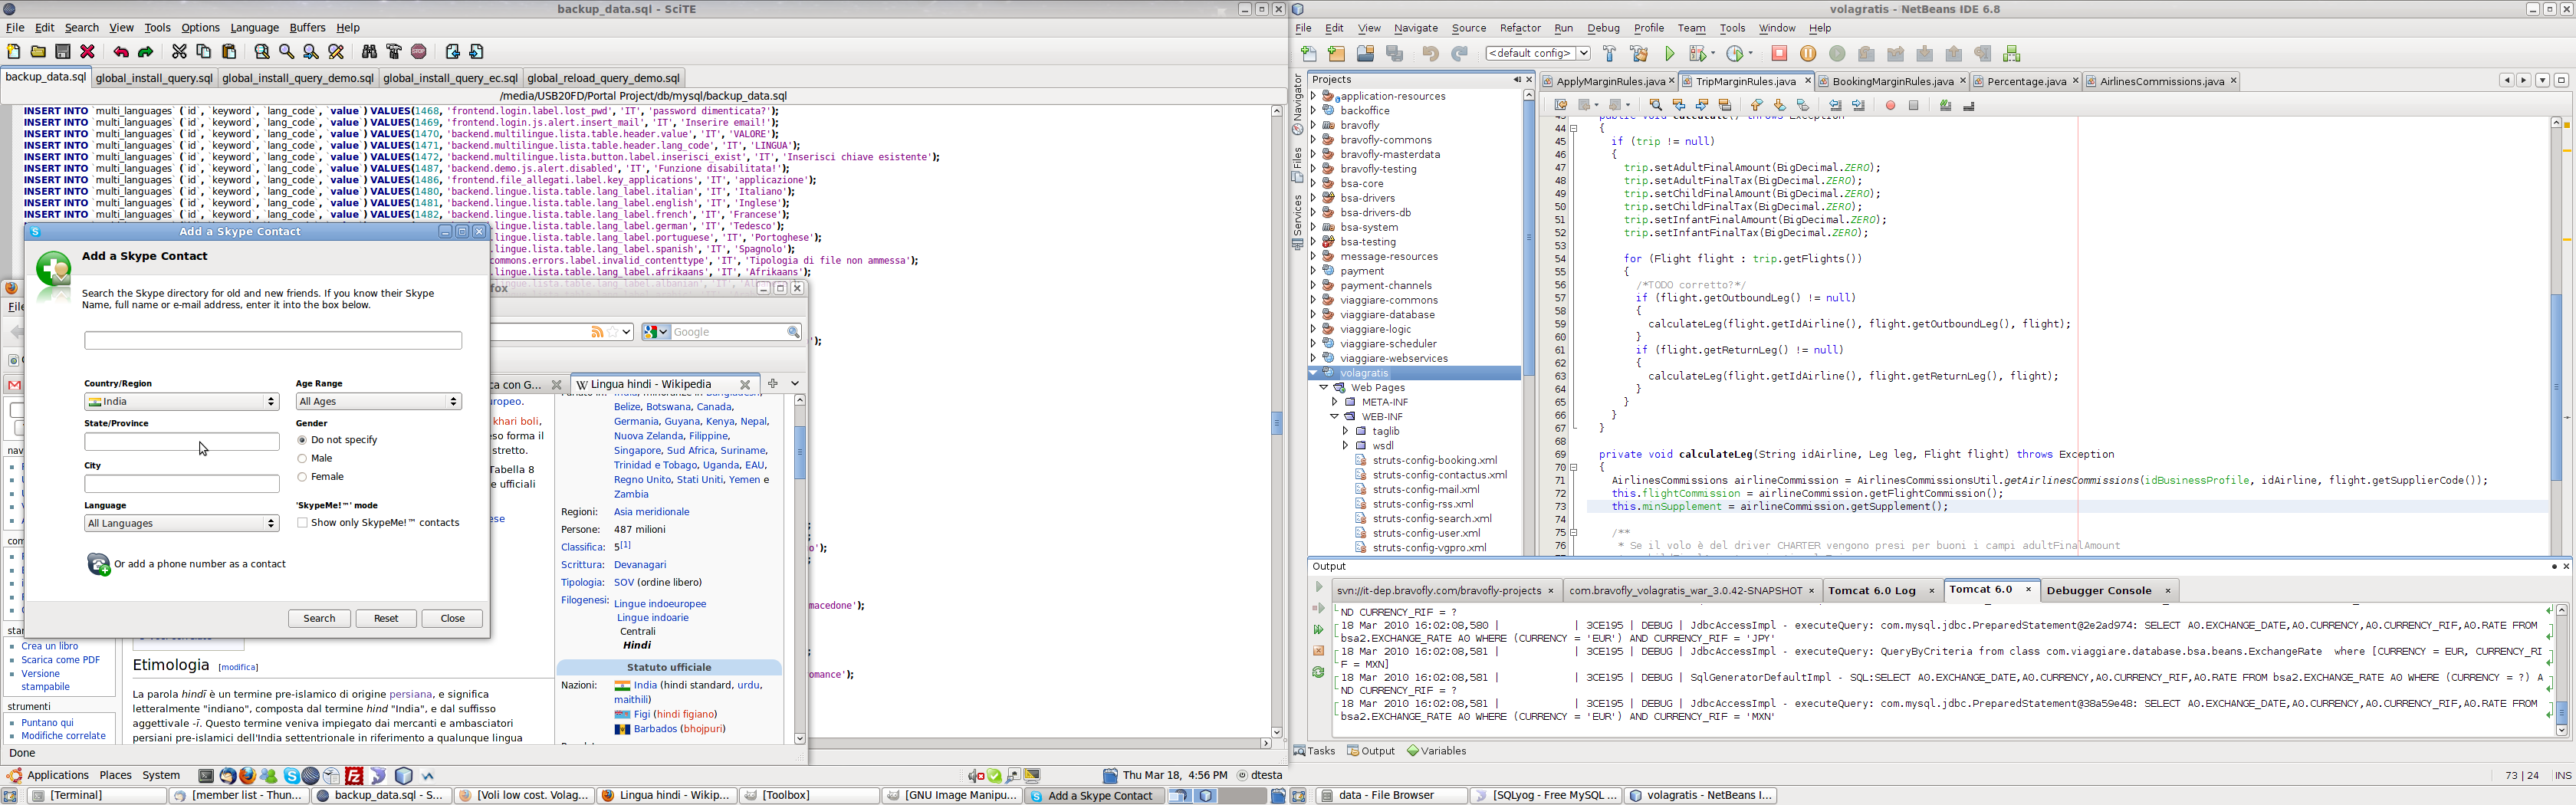 backup_data.sql - SciTE
File Edit Search View Tools Options Language Buffers Help
backup_data.sql global_install_query.sql global_install_query_demo.sql global_install_query_ec.sql global_reload_query_demo.sql
/media/USB20FD/Portal Project/db/mysql/backup_data.sql
INSERT INTO `multi_languages` (`id`, `keyword`, `lang_code`, `value`) VALUES(1468, 'frontend.login.label.lost_pwd', 'IT', 'password dimenticata?');
INSERT INTO `multi_languages` (`id`, `keyword`, `lang_code`, `value`) VALUES(1469, 'frontend.login.js.alert.insert_mail', 'IT', 'Inserire email!');
INSERT INTO `multi_languages` (`id`, `keyword`, `lang_code`, `value`) VALUES(1470, 'backend.multilingue.lista.table.header.value', 'IT', 'VALORE');
INSERT INTO `multi_languages` (`id`, `keyword`, `lang_code`, `value`) VALUES(1471, 'backend.multilingue.lista.table.header.lang_code', 'IT', 'LINGUA');
INSERT INTO `multi_languages` (`id`, `keyword`, `lang_code`, `value`) VALUES(1472, 'backend.multilingue.lista.button.label.inserisci_exist', 'IT', 'Inserisci chiave esistente');
INSERT INTO `multi_languages` (`id`, `keyword`, `lang_code`, `value`) VALUES(1487, 'backend.demo.js.alert.disabled', 'IT', 'Funzione disabilitata!');
INSERT INTO `multi_languages` (`id`, `keyword`, `lang_code`, `value`) VALUES(1486, 'frontend.file_allegati.label.key_applications', 'IT', 'applicazione');
INSERT INTO `multi_languages` (`id`, `keyword`, `lang_code`, `value`) VALUES(1480, 'backend.lingue.lista.table.lang_label.italian', 'IT', 'Italiano');
INSERT INTO `multi_languages` (`id`, `keyword`, `lang_code`, `value`) VALUES(1481, 'backend.lingue.lista.table.lang_label.english', 'IT', 'Inglese');
INSERT INTO `multi_languages` (`id`, `keyword`, `lang_code`, `value`) VALUES(1482, 'backend.lingue.lista.table.lang_label.french', 'IT', 'Francese');
lingue.lista.table.lang_label.german', 'IT', 'Tedesco');
lingue.lista.table.lang_label.portuguese', 'IT', 'Portoghese');
lingue.lista.table.lang_label.spanish', 'IT', 'Spagnolo');
commons.errors.label.invalid_contenttype', 'IT', 'Tipologia di file non ammessa');
lingue.lista.table.lang_label.afrikaans', 'IT', 'Afrikaans');
Add a Skype Contact
Add a Skype Contact
Search the Skype directory for old and new friends. If you know their Skype
Name, full name or e-mail address, enter it into the box below.
Country/Region Age Range
India All Ages
State/Province Gender
Do not specify
City Male
Female
Language 'SkypeMe!™' mode
All Languages Show only SkypeMe!™ contacts
Or add a phone number as a contact
Search Reset Close
Google
Lingua hindi - Wikipedia
Belize, Botswana, Canada,
Germania, Guyana, Kenya, Nepal,
Nuova Zelanda, Filippine,
Singapore, Sud Africa, Suriname,
Trinidad e Tobago, Uganda, EAU,
Regno Unito, Stati Uniti, Yemen e
Zambia
Regioni: Asia meridionale
Persone: 487 milioni
Classifica: 5[1]
Scrittura: Devanagari
Tipologia: SOV (ordine libero)
Filogenesi: Lingue indoeuropee
Lingue indoarie
Centrali
Hindi
Statuto ufficiale
Nazioni: India (hindi standard, urdu,
maithili)
Figi (hindi figiano)
Barbados (bhojpuri)
Crea un libro
Scarica come PDF
Versione
stampabile
strumenti
Puntano qui
Modifiche correlate
Etimologia [modifica]
La parola hindī è un termine pre-islamico di origine persiana, e significa
letteralmente "indiano", composta dal termine hind "India", e dal suffisso
aggettivale -ī. Questo termine veniva impiegato dai mercanti e ambasciatori
persiani pre-islamici dell'India settentrionale in riferimento a qualunque lingua
Done
Applications Places System
Thu Mar 18, 4:56 PM dtesta
[Terminal] [member list - Thun... backup_data.sql - S... [Voli low cost. Volag... Lingua hindi - Wikip... [Toolbox] [GNU Image Manipu... Add a Skype Contact
volagratis - NetBeans IDE 6.8
File Edit View Navigate Source Refactor Run Debug Profile Team Tools Window Help
<default config>
Navigator
Files
Services
Projects
application-resources
backoffice
bravofly
bravofly-commons
bravofly-masterdata
bravofly-testing
bsa-core
bsa-drivers
bsa-drivers-db
bsa-system
bsa-testing
message-resources
payment
payment-channels
viaggiare-commons
viaggiare-database
viaggiare-logic
viaggiare-scheduler
viaggiare-webservices
volagratis
Web Pages
META-INF
WEB-INF
taglib
wsdl
struts-config-booking.xml
struts-config-contactus.xml
struts-config-mail.xml
struts-config-rss.xml
struts-config-search.xml
struts-config-user.xml
struts-config-vgpro.xml
ApplyMarginRules.java TripMarginRules.java BookingMarginRules.java Percentage.java AirlinesCommissions.java
44 {
45 if (trip != null)
46 {
47 trip.setAdultFinalAmount(BigDecimal.ZERO);
48 trip.setAdultFinalTax(BigDecimal.ZERO);
49 trip.setChildFinalAmount(BigDecimal.ZERO);
50 trip.setChildFinalTax(BigDecimal.ZERO);
51 trip.setInfantFinalAmount(BigDecimal.ZERO);
52 trip.setInfantFinalTax(BigDecimal.ZERO);
53
54 for (Flight flight : trip.getFlights())
55 {
56 /*TODO corretto?*/
57 if (flight.getOutboundLeg() != null)
58 {
59 calculateLeg(flight.getIdAirline(), flight.getOutboundLeg(), flight);
60 }
61 if (flight.getReturnLeg() != null)
62 {
63 calculateLeg(flight.getIdAirline(), flight.getReturnLeg(), flight);
64 }
65 }
66 }
67 }
68
69 private void calculateLeg(String idAirline, Leg leg, Flight flight) throws Exception
70 {
71 AirlinesCommissions airlineCommission = AirlinesCommissionsUtil.getAirlinesCommissions(idBusinessProfile, idAirline, flight.getSupplierCode());
72 this.flightCommission = airlineCommission.getFlightCommission();
73 this.minSupplement = airlineCommission.getSupplement();
74
75 /**
76 * Se il volo è del driver CHARTER vengono presi per buoni i campi adultFinalAmount
Output
svn://it-dep.bravofly.com/bravofly-projects com.bravofly_volagratis_war_3.0.42-SNAPSHOT Tomcat 6.0 Log Tomcat 6.0 Debugger Console
ND CURRENCY_RIF = ?
18 Mar 2010 16:02:08,580 | | 3CE195 | DEBUG | JdbcAccessImpl - executeQuery: com.mysql.jdbc.PreparedStatement@2e2ad974: SELECT A0.EXCHANGE_DATE,A0.CURRENCY,A0.CURRENCY_RIF,A0.RATE FROM
bsa2.EXCHANGE_RATE A0 WHERE (CURRENCY = 'EUR') AND CURRENCY_RIF = 'JPY'
18 Mar 2010 16:02:08,581 | | 3CE195 | DEBUG | JdbcAccessImpl - executeQuery: QueryByCriteria from class com.viaggiare.database.bsa.beans.ExchangeRate where [CURRENCY = EUR, CURRENCY_RI
F = MXN]
18 Mar 2010 16:02:08,581 | | 3CE195 | DEBUG | SqlGeneratorDefaultImpl - SQL:SELECT A0.EXCHANGE_DATE,A0.CURRENCY,A0.CURRENCY_RIF,A0.RATE FROM bsa2.EXCHANGE_RATE A0 WHERE (CURRENCY = ?) A
ND CURRENCY_RIF = ?
18 Mar 2010 16:02:08,581 | | 3CE195 | DEBUG | JdbcAccessImpl - executeQuery: com.mysql.jdbc.PreparedStatement@38a59e48: SELECT A0.EXCHANGE_DATE,A0.CURRENCY,A0.CURRENCY_RIF,A0.RATE FROM
bsa2.EXCHANGE_RATE A0 WHERE (CURRENCY = 'EUR') AND CURRENCY_RIF = 'MXN'
Tasks Output Variables
73 | 24 INS
data - File Browser [SQLyog - Free MySQL ... volagratis - NetBeans I...